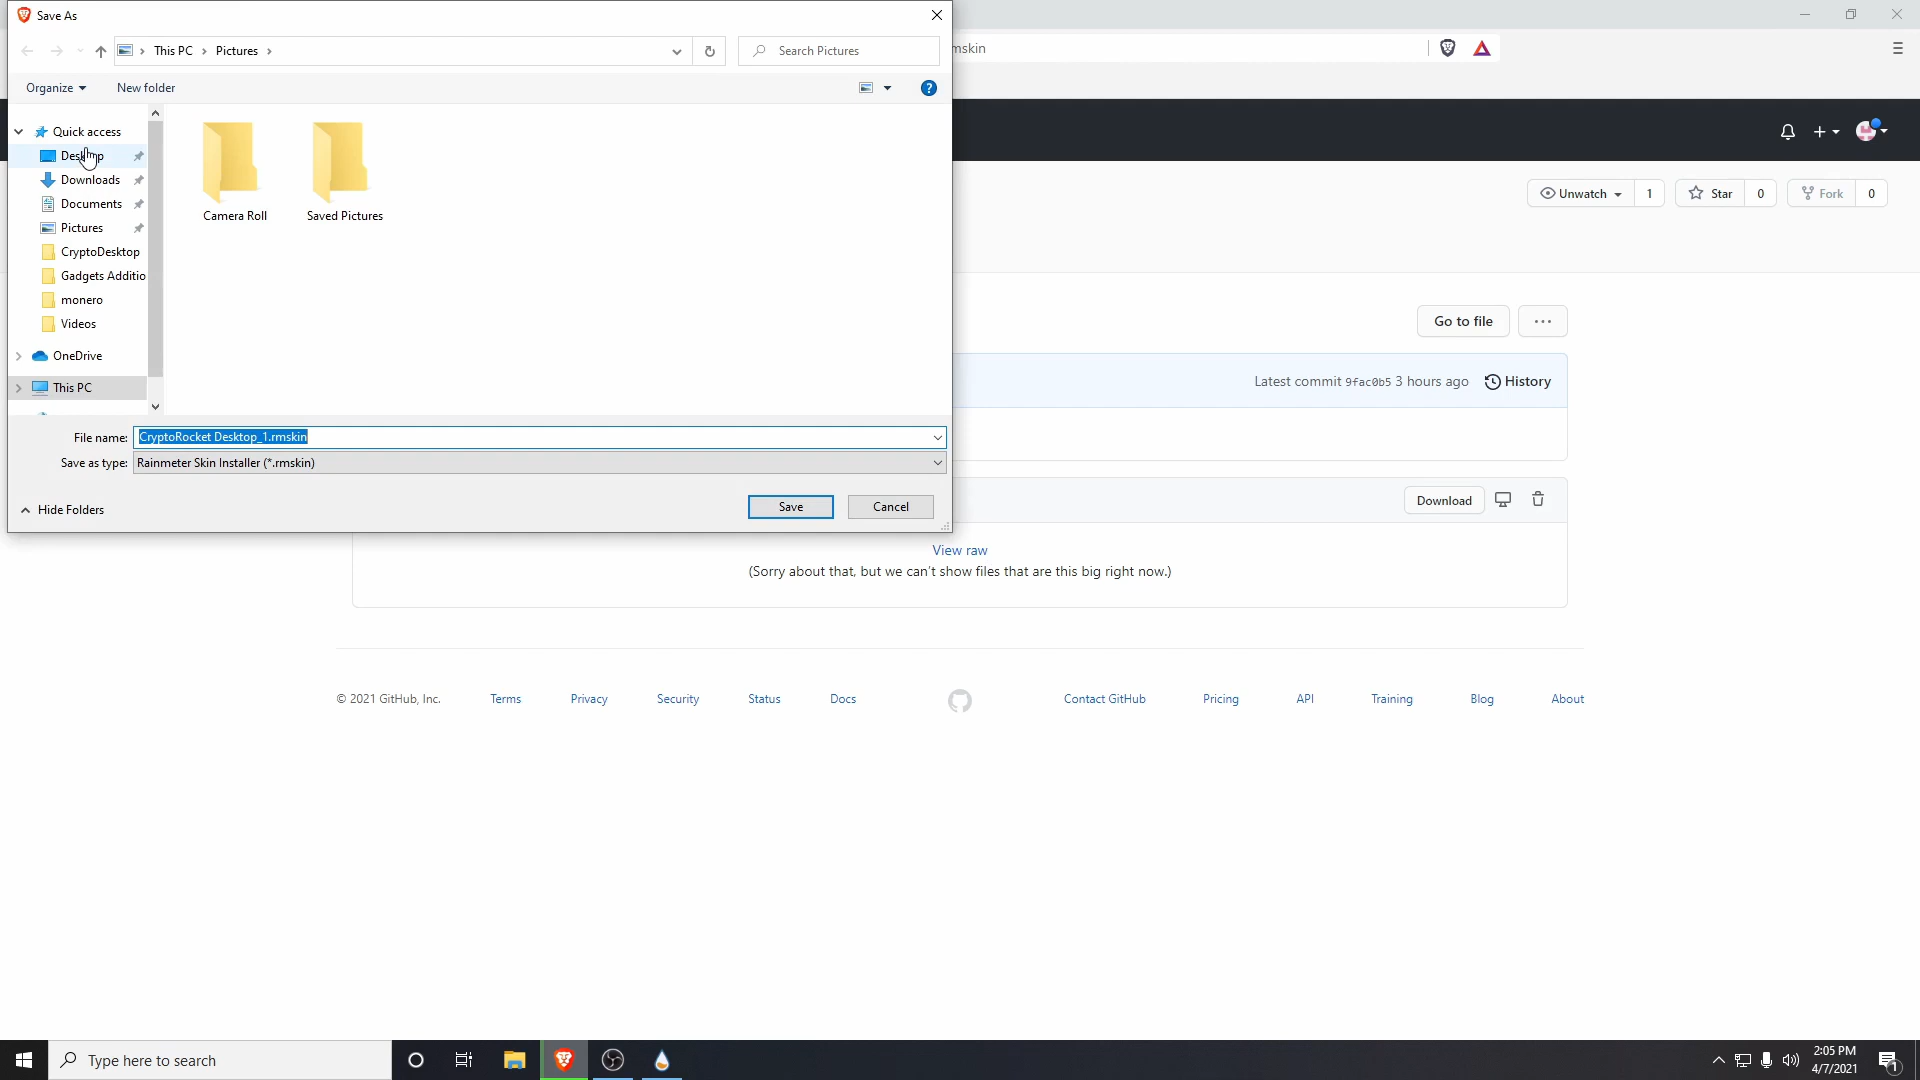 Save As
This PC
Pictures
Search Pictures
mskin
Organize
New folder
?
Quick access
Desktop
Downloads
Documents
Pictures
CryptoDesktop
Gadgets Additio
monero
Videos
OneDrive
This PC
Camera Roll
Saved Pictures
File name: CryptoRocket Desktop_1.rmskin
Save as type: Rainmeter Skin Installer (*.rmskin)
Hide Folders
Save
Cancel
Unwatch 1
Star 0
Fork 0
Go to file
Latest commit 9fac0b5 3 hours ago
History
Download
View raw
(Sorry about that, but we can't show files that are this big right now.)
© 2021 GitHub, Inc. Terms Privacy Security Status Docs Contact GitHub Pricing API Training Blog About
Type here to search
2:05 PM
4/7/2021
1